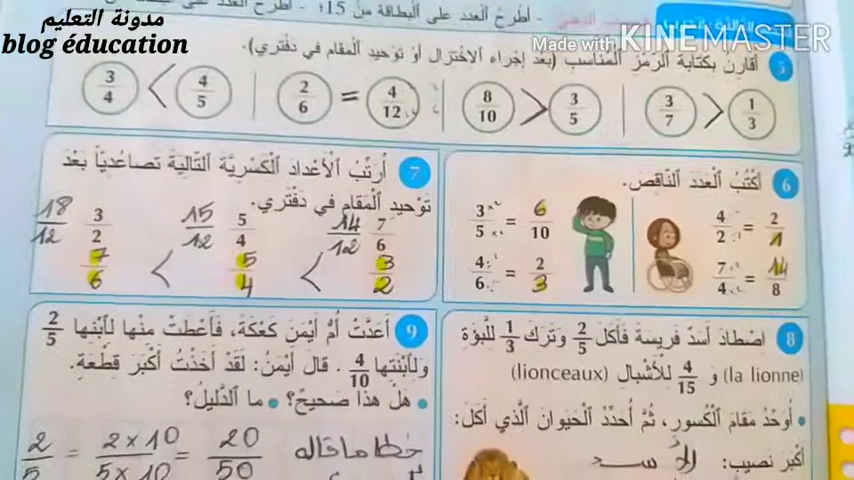 مدونة التعليم
blog éducation
Made with KINEMASTER
- أطرح العدد على البطاقة من 15؛
5 أقارن بكتابة الرمز المناسب (بعد إجراء الاختزال أو توحيد المقام في دفتري).
3/4 < 4/5
2/6 = 4/12
8/10 > 3/5
3/7 > 1/3
6 أكتب العدد الناقص.
4/2 = 2/1
3/5 = 6/10
7/4 = 14/8
4/6 = 2/3
7 أرتب الأعداد الكسرية التالية تصاعديا بعد
توحيد المقام في دفتري.
7/6 14/12 5/4 15/12 3/2 18/12
7/6 < 5/4 < 3/2
8 اصطاد أسد فريسة فأكل 2/5 وترك 1/3 للبؤة
(la lionne) و 4/15 للأشبال (lionceaux)
• أوحد مقام الكسور، ثم أحدد الحيوان الذي أكل:
أكبر نصيب: الأسد
9 أعدت أم أيمن كعكة، فأعطت منها لابنها 2/5
ولابنتها 4/10. قال أيمن: لقد أخذت أكبر قطعة.
• هل هذا صحيح؟ • ما الدليل؟
خطأ ما قاله
2/5 = 2×10/5×10 = 20/50